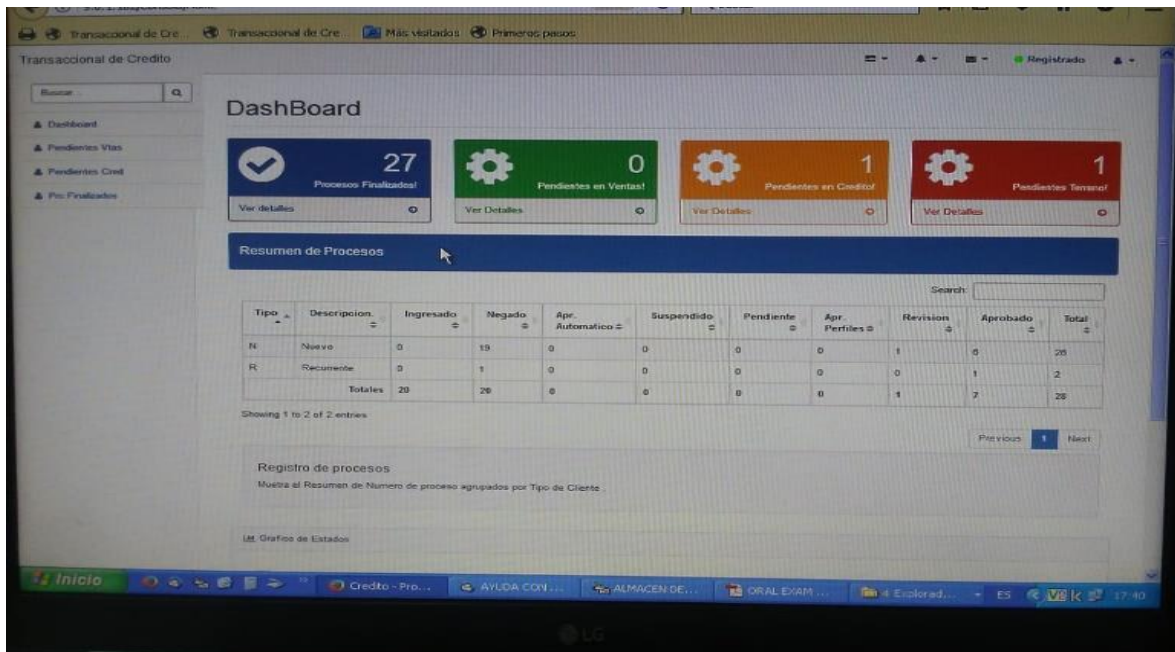 Transaccional de Cre... Transaccional de Cre... Más visitados Primeros pasos
Transaccional de Credito Registrado
Buscar...
Dashboard
Pendientes Vtas
Pendientes Cred
Pro. Finalizados
DashBoard
27 0 1 1
Procesos Finalizados! Pendientes en Ventas! Pendientes en Credito! Pendientes Terreno!
Ver detalles Ver Detalles Ver Detalles Ver Detalles
Resumen de Procesos
Search:
Tipo Descripcion. Ingresado Negado Apr. Automatico Suspendido Pendiente Apr. Perfiles Revision Aprobado Total
N Nuevo 0 19 0 0 0 0 1 6
R Recurrente 0 1 0 0 0 0 0 1 2
Totales 20 20 0 0 0 0 1 7
Showing 1 to 2 of 2 entries
Previous 1 Next
Registro de procesos
Muetra el Resumen de Numero de proceso agrupados por Tipo de Cliente.
Grafico de Estados
Inicio Credito - Pro... AYUDA CON ... ALMACEN DE... ORAL EXAM ... 4 Explorad... ES 17:40
LG